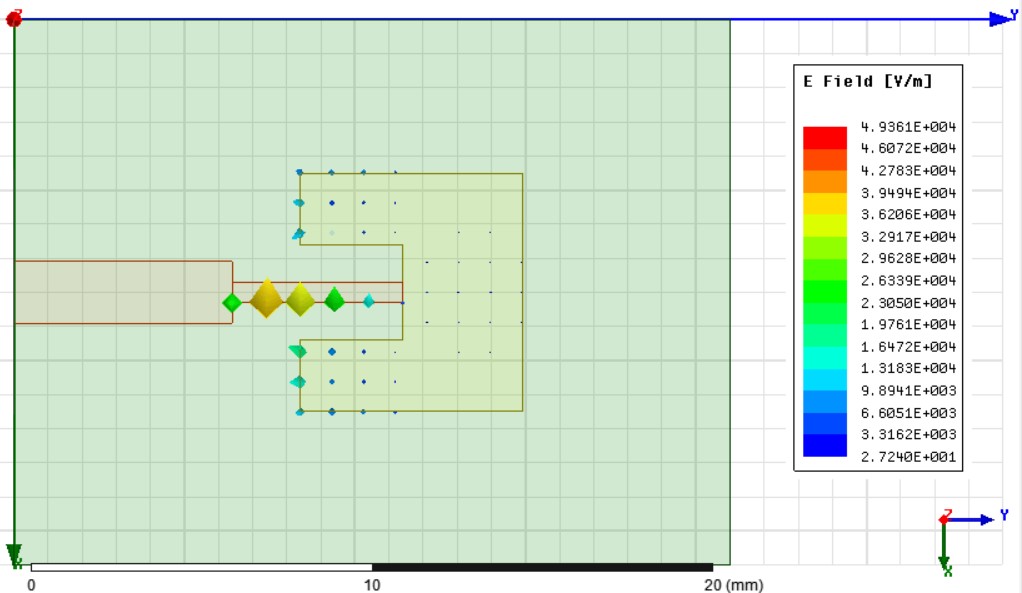 Z
Y
E Field [V/m]
4.9361E+004
4.6072E+004
4.2783E+004
3.9494E+004
3.6206E+004
3.2917E+004
2.9628E+004
2.6339E+004
2.3050E+004
1.9761E+004
1.6472E+004
1.3183E+004
9.8941E+003
6.6051E+003
3.3162E+003
2.7240E+001
Z
Y
X
X
0
10
20 (mm)